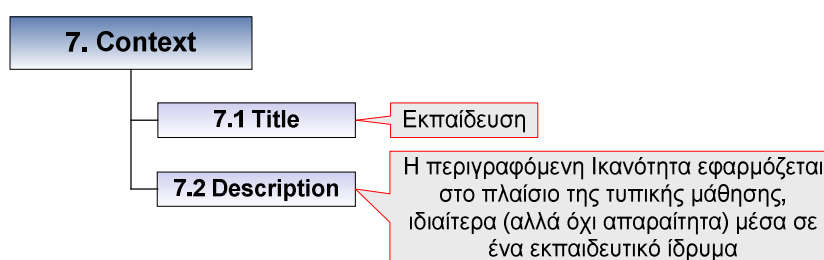 7. Context
7.1 Title
Εκπαίδευση
7.2 Description
Η περιγραφόμενη Ικανότητα εφαρμόζεται
στο πλαίσιο της τυπικής μάθησης,
ιδιαίτερα (αλλά όχι απαραίτητα) μέσα σε
ένα εκπαιδευτικό ίδρυμα